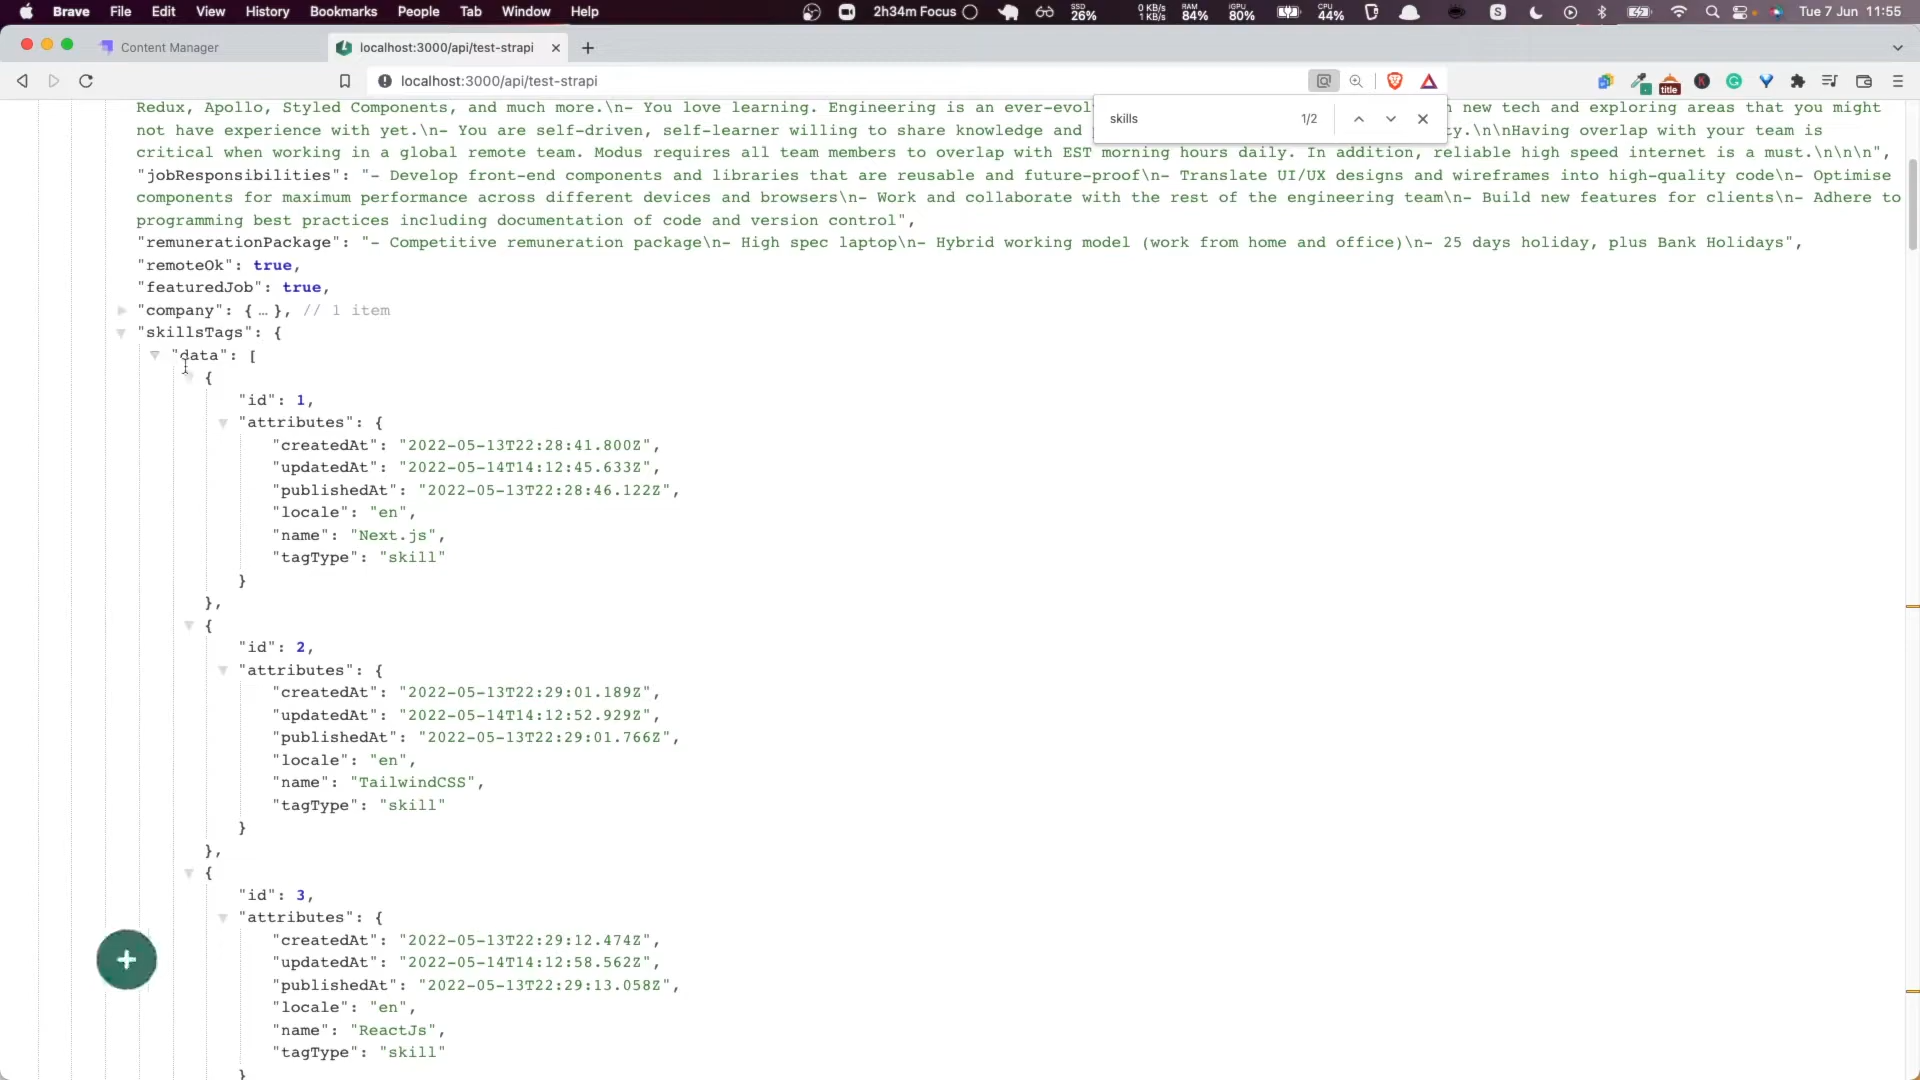 Brave File Edit View History Bookmarks People Tab Window Help 2h34m Focus SSD 26% 0 KB/s 1 KB/s RAM 84% iGPU 80% CPU 44% S Tue 7 Jun 11:55
Content Manager localhost:3000/api/test-strapi
localhost:3000/api/test-strapi title
skills 1/2
Redux, Apollo, Styled Components, and much more.\n- You love learning. Engineering is an ever-evol new tech and exploring areas that you might
not have experience with yet.\n- You are self-driven, self-learner willing to share knowledge and ty.\n\nHaving overlap with your team is
critical when working in a global remote team. Modus requires all team members to overlap with EST morning hours daily. In addition, reliable high speed internet is a must.\n\n\n",
"jobResponsibilities": "- Develop front-end components and libraries that are reusable and future-proof\n- Translate UI/UX designs and wireframes into high-quality code\n- Optimise
components for maximum performance across different devices and browsers\n- Work and collaborate with the rest of the engineering team\n- Build new features for clients\n- Adhere to
programming best practices including documentation of code and version control",
"remunerationPackage": "- Competitive remuneration package\n- High spec laptop\n- Hybrid working model (work from home and office)\n- 25 days holiday, plus Bank Holidays",
"remoteOk": true,
"featuredJob": true,
"company": { … }, // 1 item
"skillsTags": {
"data": [
{
"id": 1,
"attributes": {
"createdAt": "2022-05-13T22:28:41.800Z",
"updatedAt": "2022-05-14T14:12:45.633Z",
"publishedAt": "2022-05-13T22:28:46.122Z",
"locale": "en",
"name": "Next.js",
"tagType": "skill"
}
},
{
"id": 2,
"attributes": {
"createdAt": "2022-05-13T22:29:01.189Z",
"updatedAt": "2022-05-14T14:12:52.929Z",
"publishedAt": "2022-05-13T22:29:01.766Z",
"locale": "en",
"name": "TailwindCSS",
"tagType": "skill"
}
},
{
"id": 3,
"attributes": {
"createdAt": "2022-05-13T22:29:12.474Z",
"updatedAt": "2022-05-14T14:12:58.562Z",
"publishedAt": "2022-05-13T22:29:13.058Z",
"locale": "en",
"name": "ReactJs",
"tagType": "skill"
}